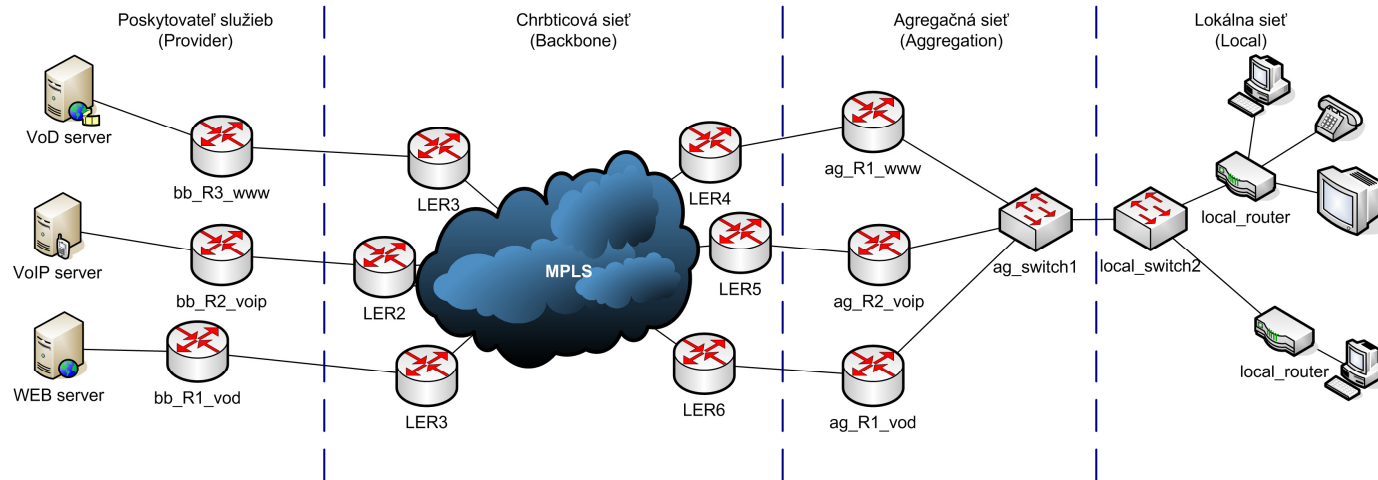 Poskytovateľ služieb
(Provider)
Chrbticová sieť
(Backbone)
Agregačná sieť
(Aggregation)
Lokálna sieť
(Local)
VoD server
bb_R3_www
LER3
LER4
ag_R1_www
local_router
VoIP server
bb_R2_voip
LER2
MPLS
LER5
ag_R2_voip
ag_switch1
local_switch2
WEB server
bb_R1_vod
LER3
LER6
ag_R1_vod
local_router